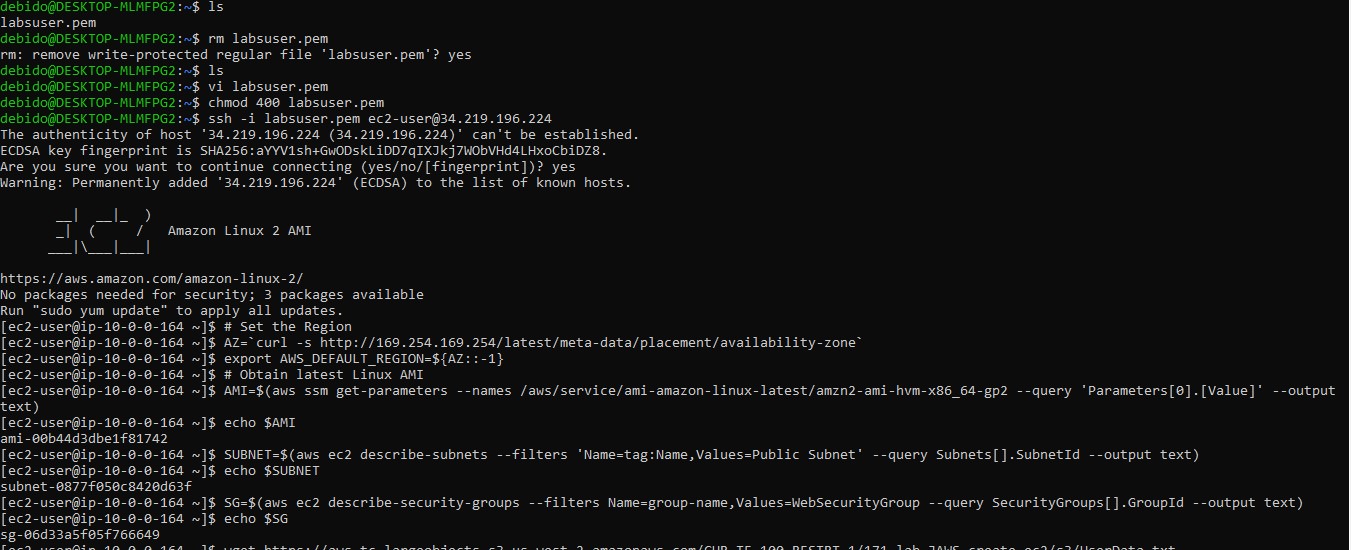 debido@DESKTOP-MLMFPG2:~$ ls
labsuser.pem
debido@DESKTOP-MLMFPG2:~$ rm labsuser.pem
rm: remove write-protected regular file 'labsuser.pem'? yes
debido@DESKTOP-MLMFPG2:~$ ls
debido@DESKTOP-MLMFPG2:~$ vi labsuser.pem
debido@DESKTOP-MLMFPG2:~$ chmod 400 labsuser.pem
debido@DESKTOP-MLMFPG2:~$ ssh -i labsuser.pem ec2-user@34.219.196.224
The authenticity of host '34.219.196.224 (34.219.196.224)' can't be established.
ECDSA key fingerprint is SHA256:aYYV1sh+GwODskLiDD7qIXJkj7WObVHd4LHxoCbiDZ8.
Are you sure you want to continue connecting (yes/no/[fingerprint])? yes
Warning: Permanently added '34.219.196.224' (ECDSA) to the list of known hosts.
       __|  __|_  )
       _|  (     /   Amazon Linux 2 AMI
      ___|\___|___|
https://aws.amazon.com/amazon-linux-2/
No packages needed for security; 3 packages available
Run "sudo yum update" to apply all updates.
[ec2-user@ip-10-0-0-164 ~]$ # Set the Region
[ec2-user@ip-10-0-0-164 ~]$ AZ=`curl -s http://169.254.169.254/latest/meta-data/placement/availability-zone`
[ec2-user@ip-10-0-0-164 ~]$ export AWS_DEFAULT_REGION=${AZ::-1}
[ec2-user@ip-10-0-0-164 ~]$ # Obtain latest Linux AMI
[ec2-user@ip-10-0-0-164 ~]$ AMI=$(aws ssm get-parameters --names /aws/service/ami-amazon-linux-latest/amzn2-ami-hvm-x86_64-gp2 --query 'Parameters[0].[Value]' --output
text)
[ec2-user@ip-10-0-0-164 ~]$ echo $AMI
ami-00b44d3dbe1f81742
[ec2-user@ip-10-0-0-164 ~]$ SUBNET=$(aws ec2 describe-subnets --filters 'Name=tag:Name,Values=Public Subnet' --query Subnets[].SubnetId --output text)
[ec2-user@ip-10-0-0-164 ~]$ echo $SUBNET
subnet-0877f050c8420d63f
[ec2-user@ip-10-0-0-164 ~]$ SG=$(aws ec2 describe-security-groups --filters Name=group-name,Values=WebSecurityGroup --query SecurityGroups[].GroupId --output text)
[ec2-user@ip-10-0-0-164 ~]$ echo $SG
sg-06d33a5f05f766649
[ec2-user@ip-10-0-0-164 ~]$ wget